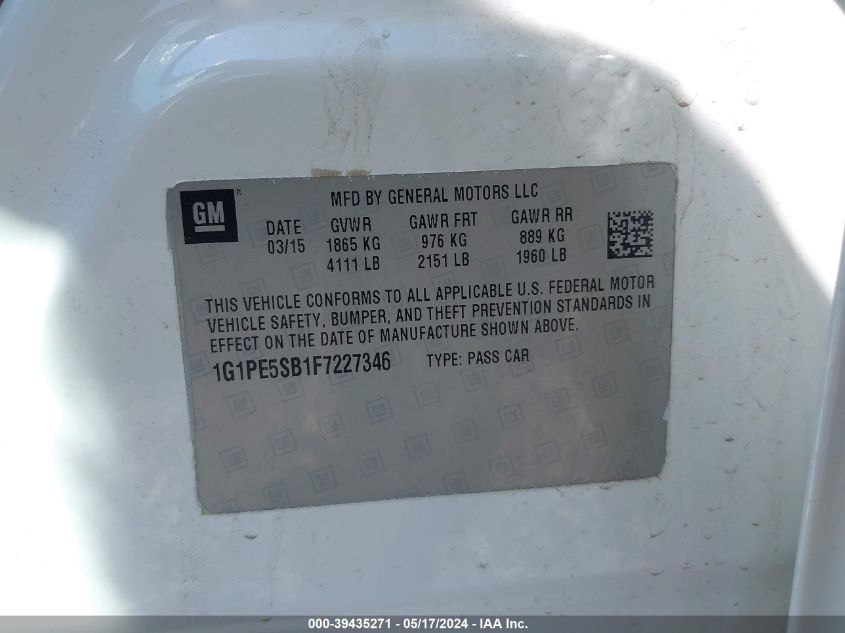 GM ®
MFD BY GENERAL MOTORS LLC
DATE GVWR GAWR FRT GAWR RR
03/15 1865 KG 976 KG 889 KG
4111 LB 2151 LB 1960 LB
THIS VEHICLE CONFORMS TO ALL APPLICABLE U.S. FEDERAL MOTOR
VEHICLE SAFETY, BUMPER, AND THEFT PREVENTION STANDARDS IN
EFFECT ON THE DATE OF MANUFACTURE SHOWN ABOVE.
1G1PE5SB1F7227346 TYPE: PASS CAR
000-39435271 - 05/17/2024 - IAA Inc.